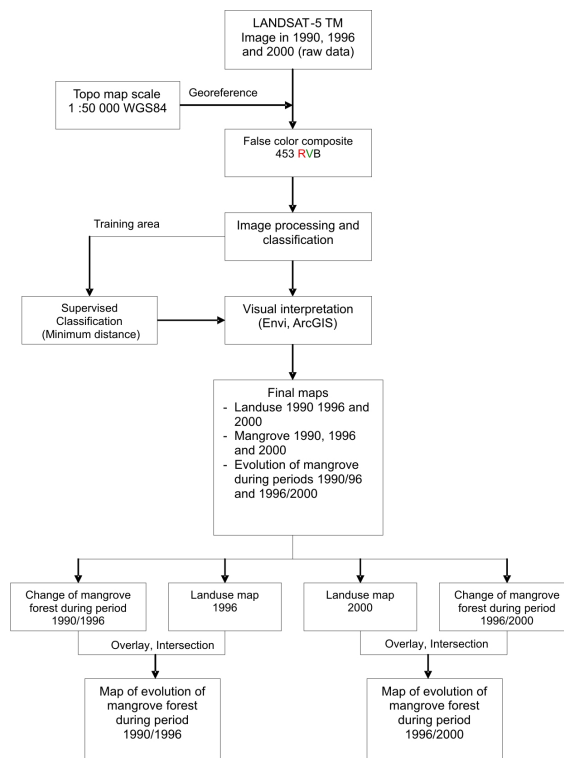 LANDSAT-5 TM
Image in 1990, 1996
and 2000 (raw data)
Topo map scale
1 :50 000 WGS84
Georeference
False color composite
453 RVB
Training area
Image processing and
classification
Supervised
Classification
(Minimum distance)
Visual interpretation
(Envi, ArcGIS)
Final maps
- Landuse 1990 1996 and
2000
- Mangrove 1990, 1996
and 2000
- Evolution of mangrove
during periods 1990/96
and 1996/2000
Change of mangrove
forest during period
1990/1996
Landuse map
1996
Landuse map
2000
Change of mangrove
forest during period
1996/2000
Overlay, Intersection
Overlay, Intersection
Map of evolution of
mangrove forest
during period
1990/1996
Map of evolution of
mangrove forest
during period
1996/2000